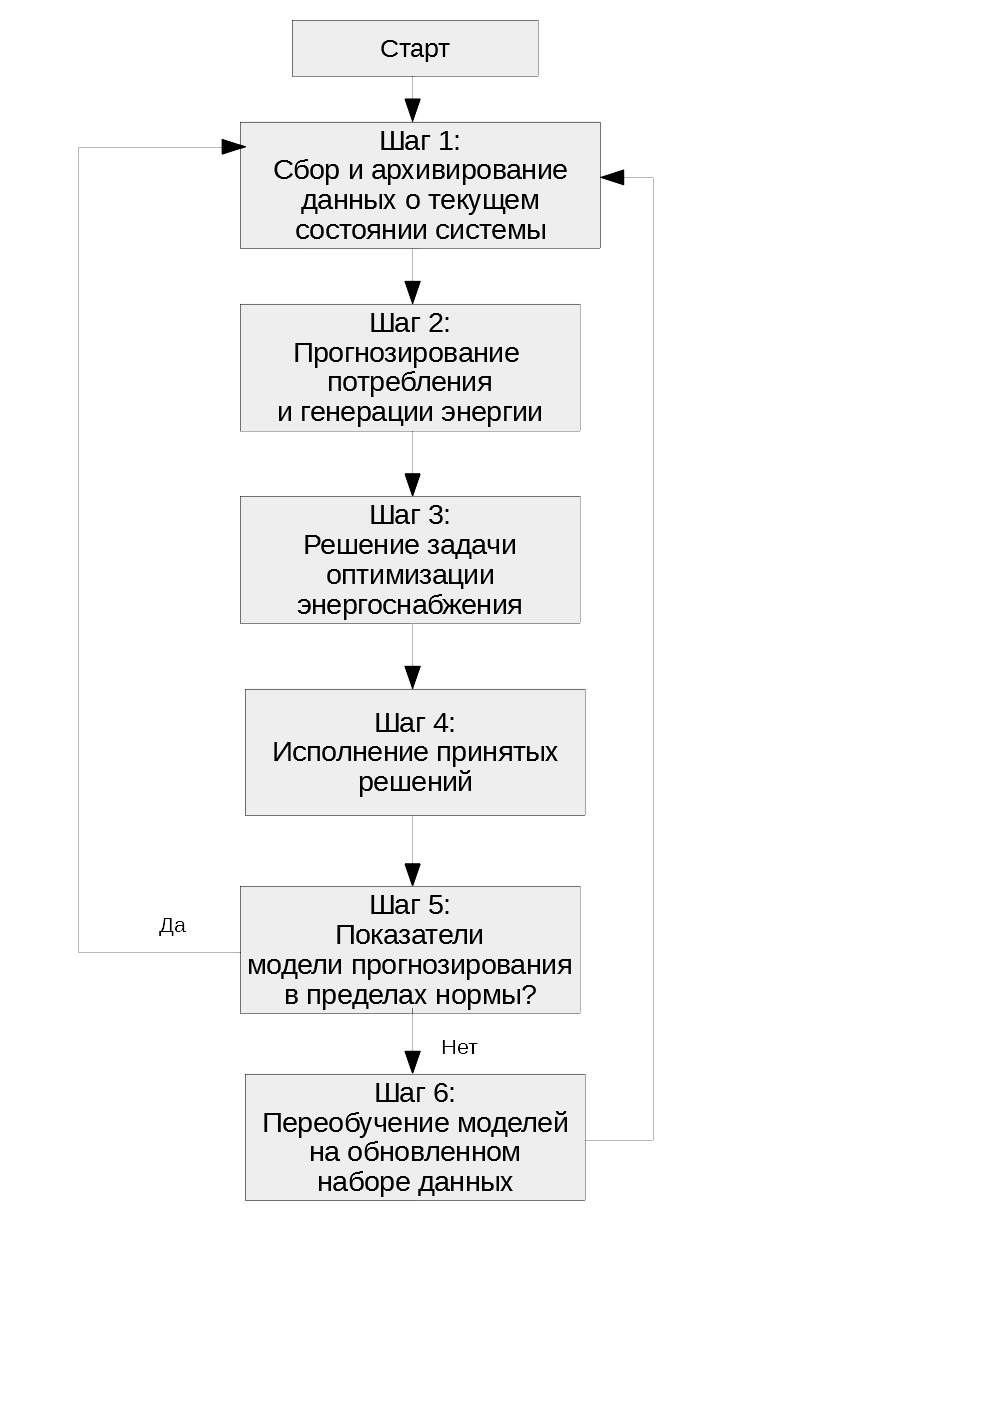 Старт
Шаг 1:
Сбор и архивирование
данных о текущем
состоянии системы
Шаг 2:
Прогнозирование
потребления
и генерации энергии
Шаг 3:
Решение задачи
оптимизации
энергоснабжения
Шаг 4:
Исполнение принятых
решений
Шаг 5:
Показатели
модели прогнозирования
в пределах нормы?
Да
Нет
Шаг 6:
Переобучение моделей
на обновленном
наборе данных